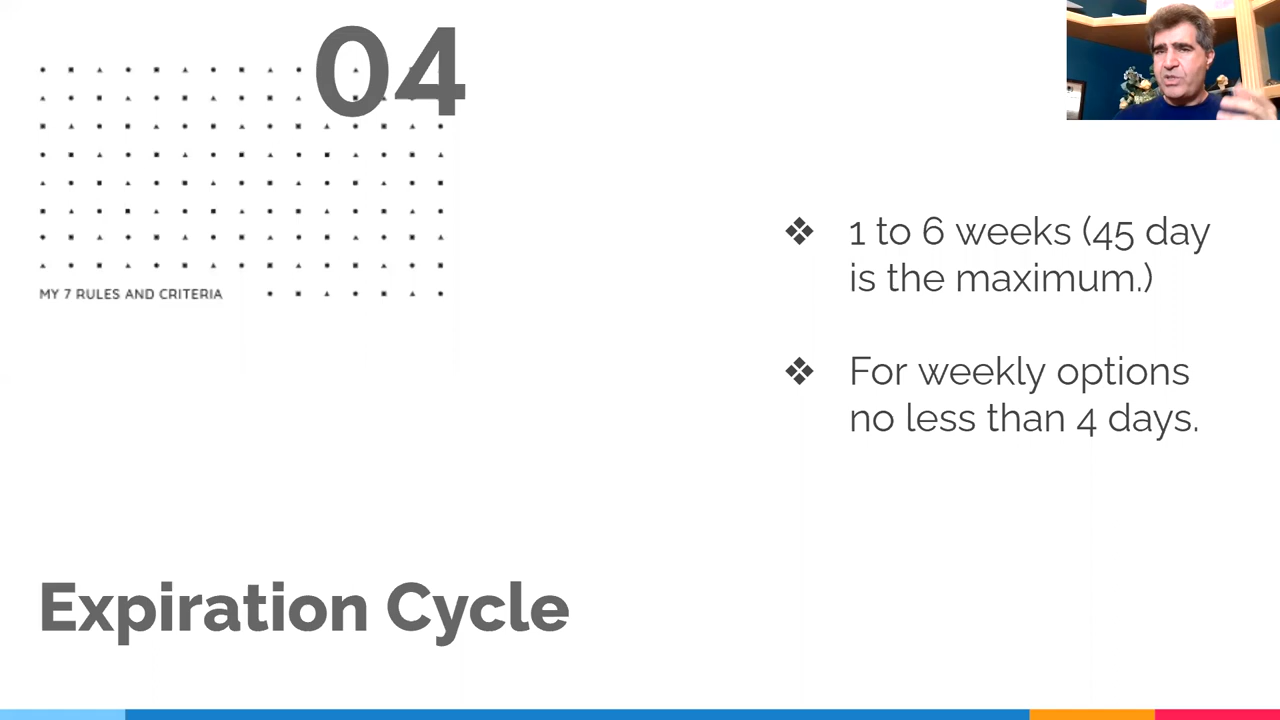 04
MY 7 RULES AND CRITERIA
❖ 1 to 6 weeks (45 day
is the maximum.)
❖ For weekly options
no less than 4 days.
Expiration Cycle